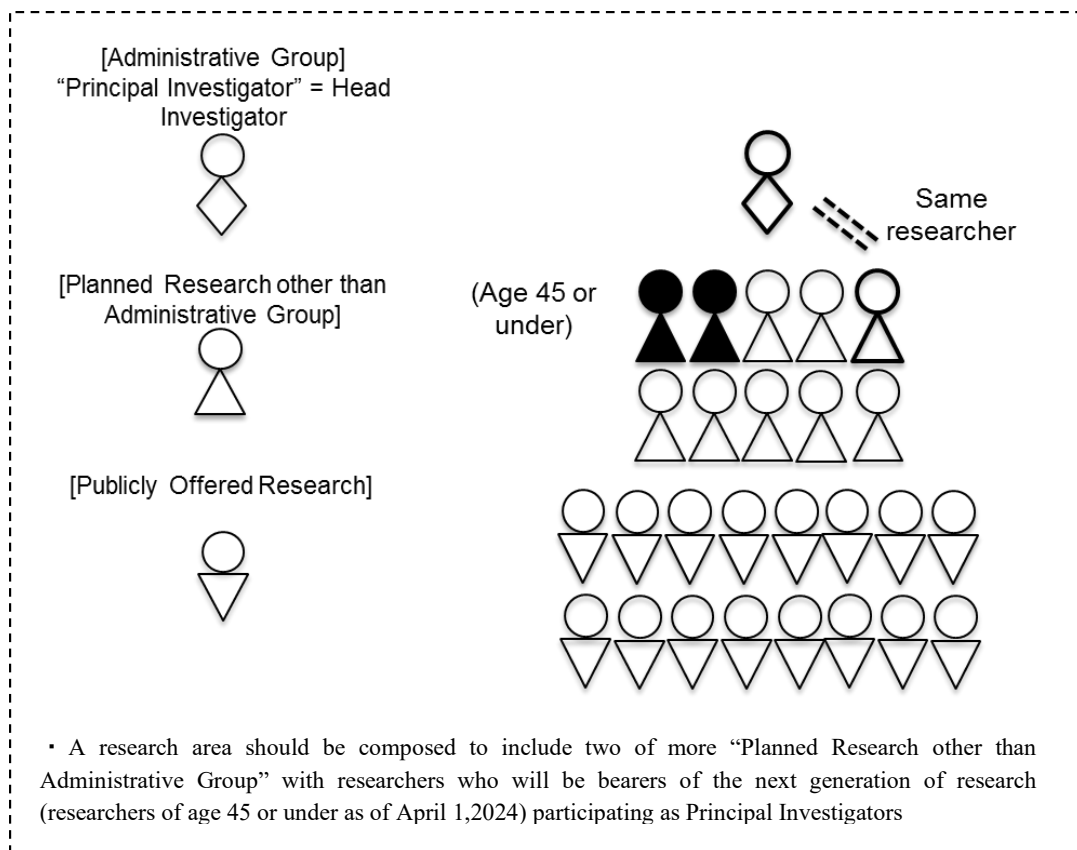 [Administrative Group]
“Principal Investigator” = Head
Investigator
Same
researcher
[Planned Research other than
Administrative Group]
(Age 45 or
under)
[Publicly Offered Research]
・A research area should be composed to include two of more “Planned Research other than
Administrative Group” with researchers who will be bearers of the next generation of research
(researchers of age 45 or under as of April 1,2024) participating as Principal Investigators